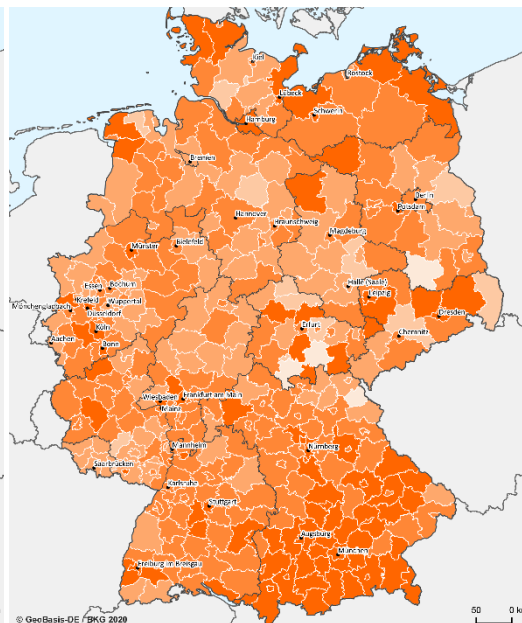 Kiel
Rostock
Lübeck
Schwerin
Hamburg
Bremen
Berlin
Potsdam
Hannover
Braunschweig
Magdeburg
Münster
Bielefeld
Halle (Saale)
Leipzig
Essen
Bochum
Krefeld
Wuppertal
Mönchengladbach
Düsseldorf
Dresden
Köln
Erfurt
Chemnitz
Aachen
Bonn
Wiesbaden
Frankfurt am Main
Mainz
Mannheim
Nürnberg
Saarbrücken
Karlsruhe
Stuttgart
Augsburg
München
Freiburg im Breisgau
50
0 k
© GeoBasis-DE / BKG 2020